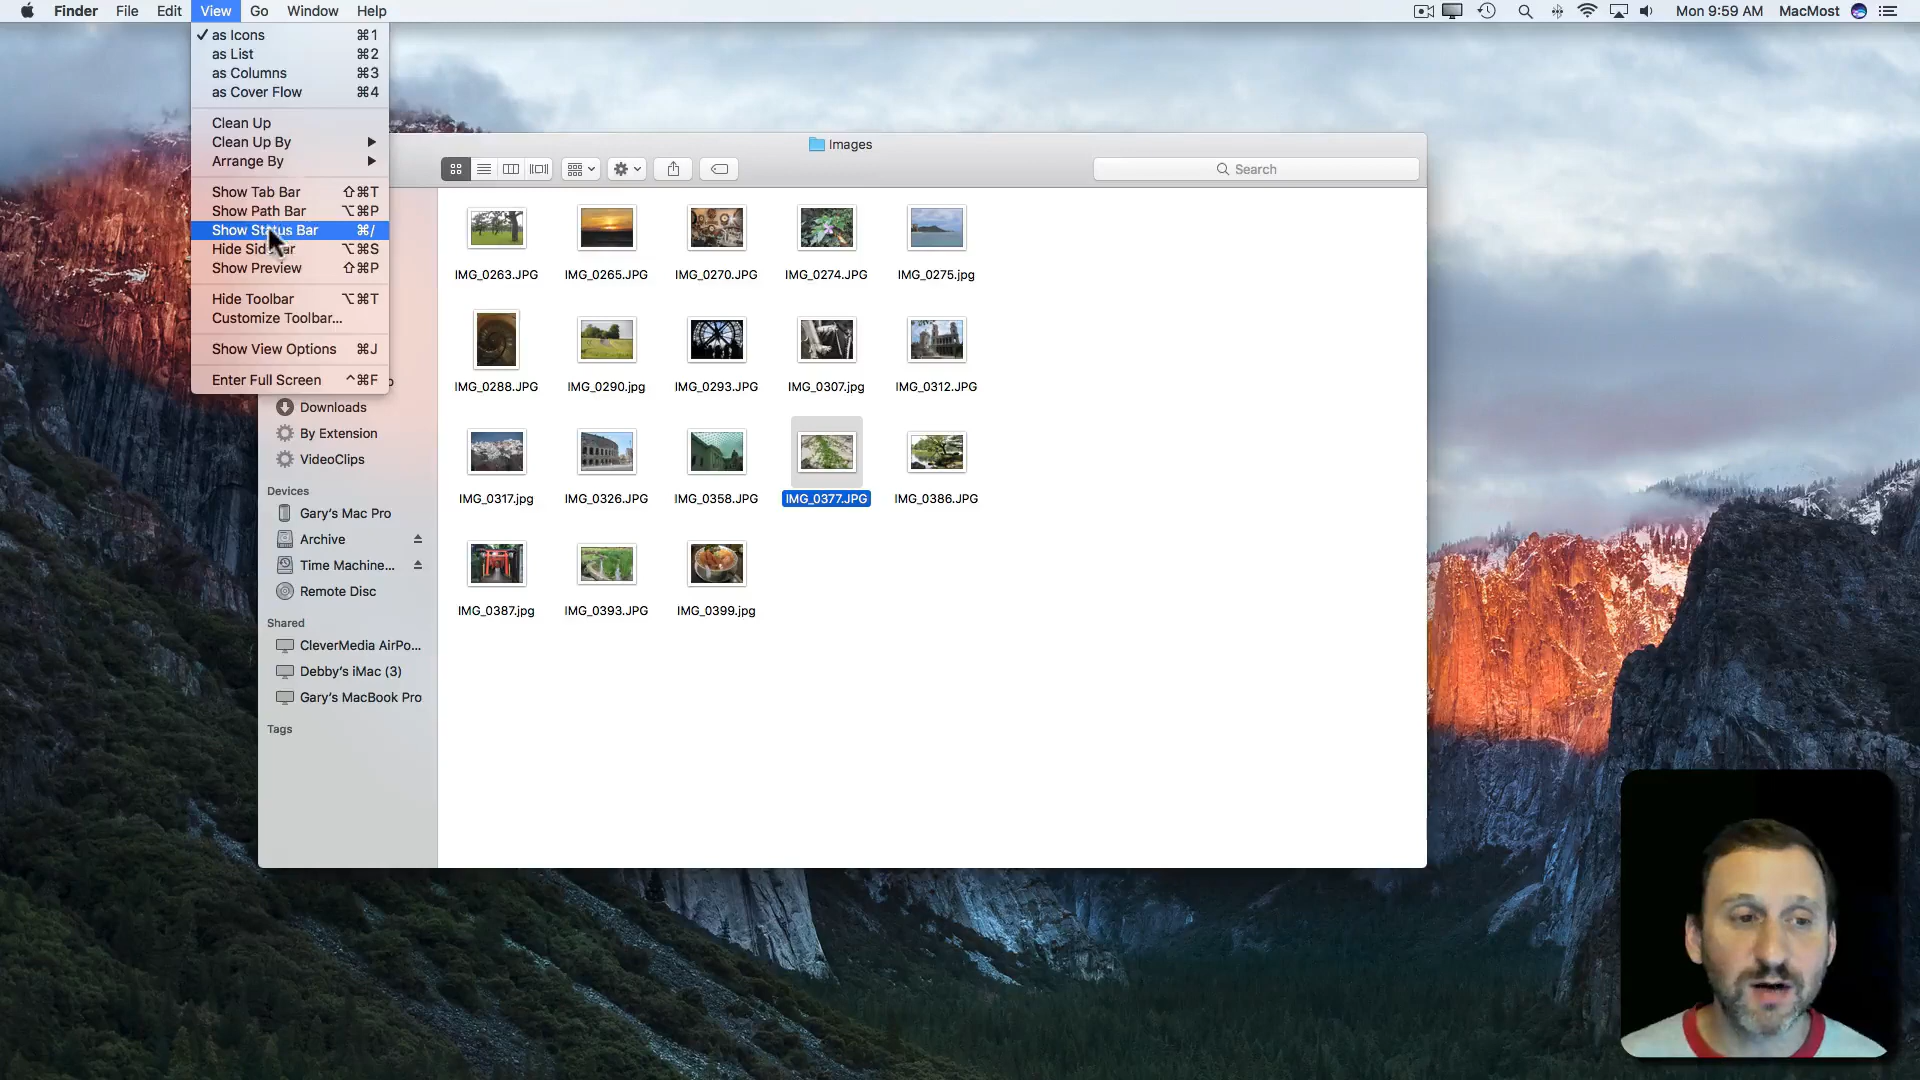 Finder File Edit View Go Window Help
Mon 9:59 AM MacMost
✓ as Icons ⌘1
as List ⌘2
as Columns ⌘3
as Cover Flow ⌘4
Clean Up
Clean Up By
Arrange By
Show Tab Bar ⇧⌘T
Show Path Bar ⌥⌘P
Show Status Bar ⌘/
Hide Sidebar ⌥⌘S
Show Preview ⇧⌘P
Hide Toolbar ⌥⌘T
Customize Toolbar...
Show View Options ⌘J
Enter Full Screen ^⌘F
Images
Search
Downloads
By Extension
VideoClips
Devices
Gary's Mac Pro
Archive
Time Machine...
Remote Disc
Shared
CleverMedia AirPo...
Debby's iMac (3)
Gary's MacBook Pro
Tags
IMG_0263.JPG IMG_0265.JPG IMG_0270.JPG IMG_0274.JPG IMG_0275.jpg
IMG_0288.JPG IMG_0290.jpg IMG_0293.JPG IMG_0307.jpg IMG_0312.JPG
IMG_0317.jpg IMG_0326.JPG IMG_0358.JPG IMG_0377.JPG IMG_0386.JPG
IMG_0387.jpg IMG_0393.JPG IMG_0399.jpg